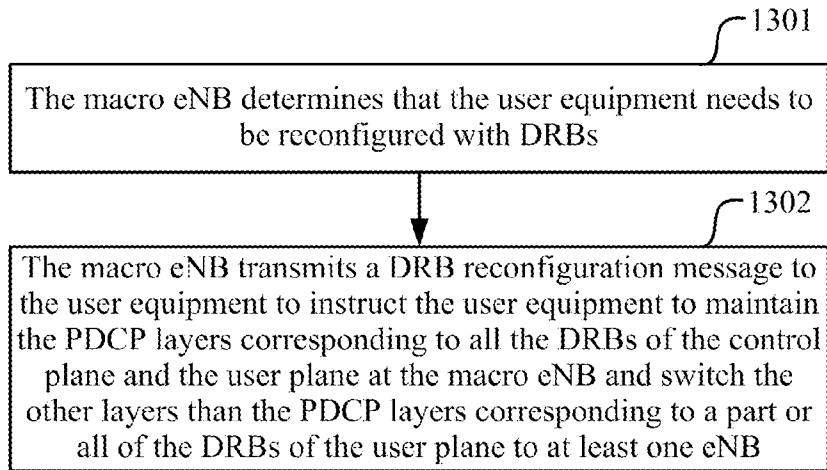 1301
The macro eNB determines that the user equipment needs to
be reconfigured with DRBs
1302
The macro eNB transmits a DRB reconfiguration message to
the user equipment to instruct the user equipment to maintain
the PDCP layers corresponding to all the DRBs of the control
plane and the user plane at the macro eNB and switch the
other layers than the PDCP layers corresponding to a part or
all of the DRBs of the user plane to at least one eNB